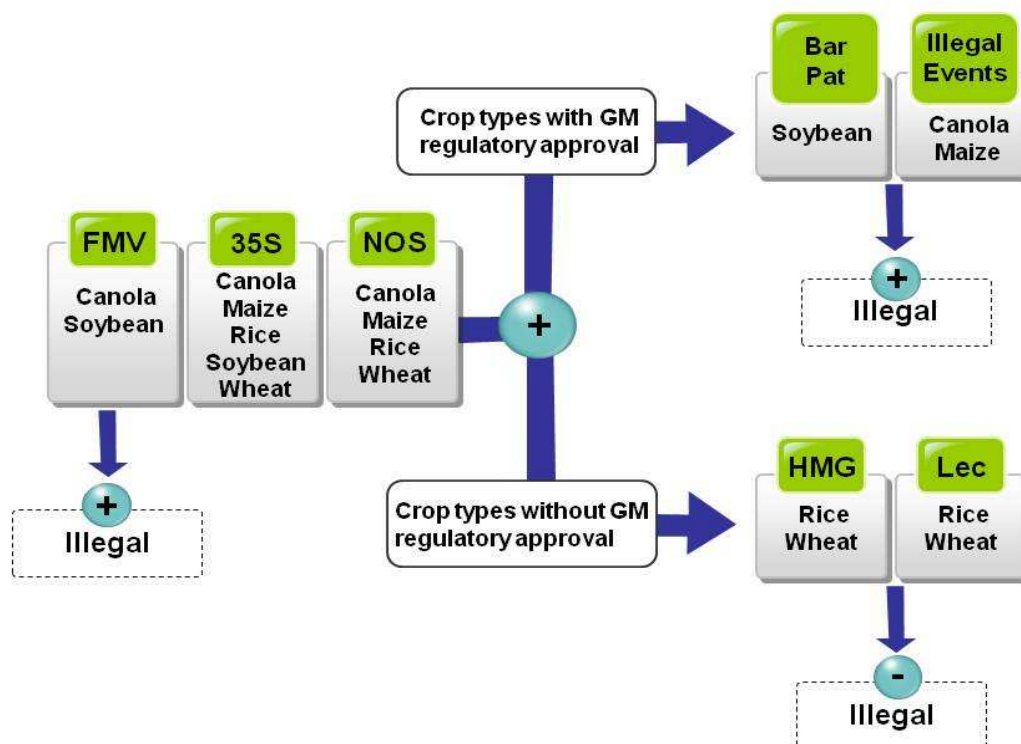 FMV
Canola
Soybean
+
Illegal
35S
Canola
Maize
Rice
Soybean
Wheat
NOS
Canola
Maize
Rice
Wheat
+
Crop types with GM
regulatory approval
Bar
Pat
Soybean
Illegal
Events
Canola
Maize
+
Illegal
Crop types without GM
regulatory approval
HMG
Rice
Wheat
Lec
Rice
Wheat
-
Illegal